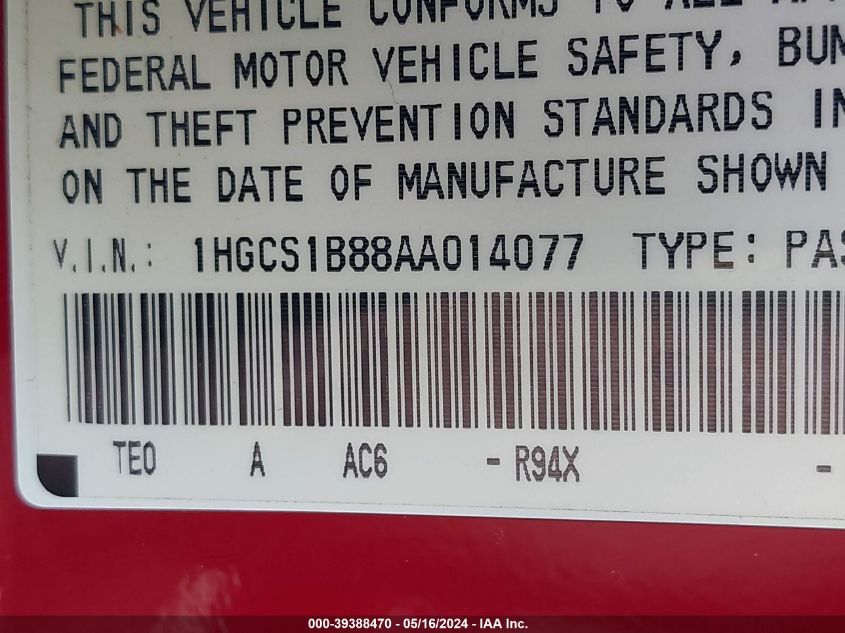 THIS VEHICLE CONFORMS TO ALL
FEDERAL MOTOR VEHICLE SAFETY, BUM
AND THEFT PREVENTION STANDARDS IN
ON THE DATE OF MANUFACTURE SHOWN
V.I.N.: 1HGCS1B88AA014077 TYPE: PAS
TE0 A AC6 - R94X -
000-39388470 - 05/16/2024 - IAA Inc.